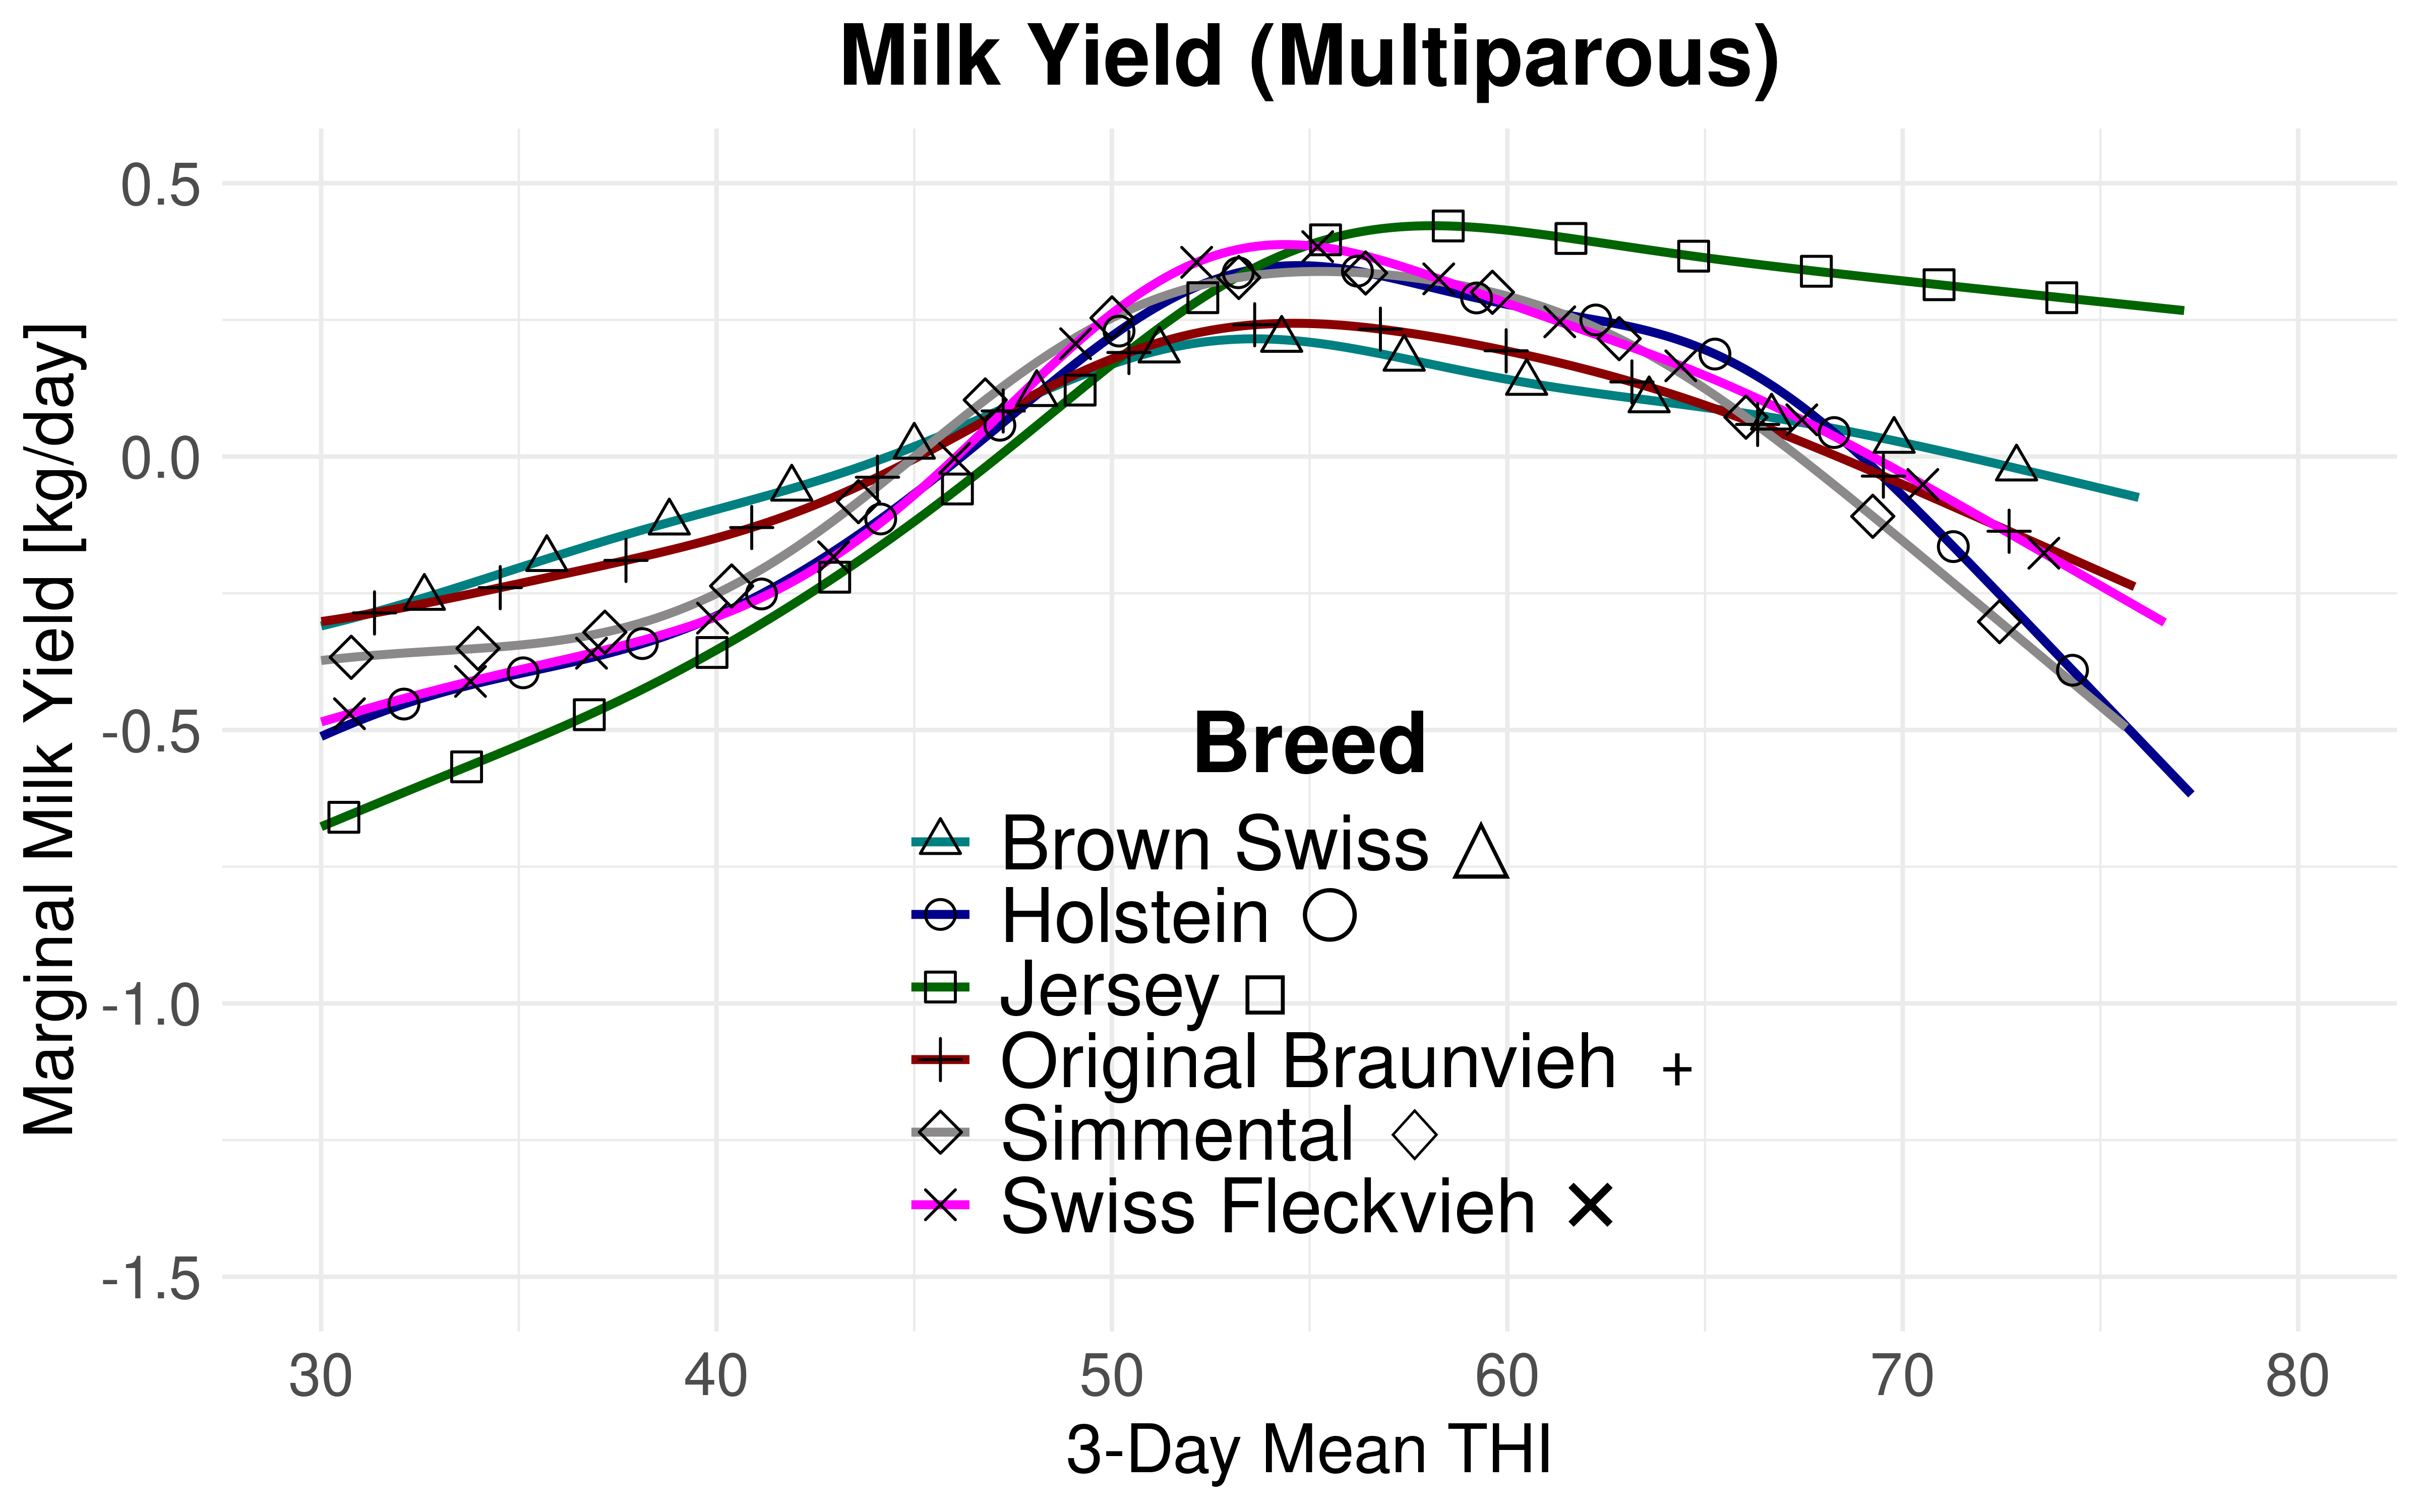 Milk Yield (Multiparous)
Marginal Milk Yield [kg/day]
0.5
0.0
-0.5
-1.0
-1.5
Breed
Brown Swiss △
Holstein ○
Jersey □
Original Braunvieh +
Simmental ◇
Swiss Fleckvieh ✕
30 40 50 60 70 80
3-Day Mean THI